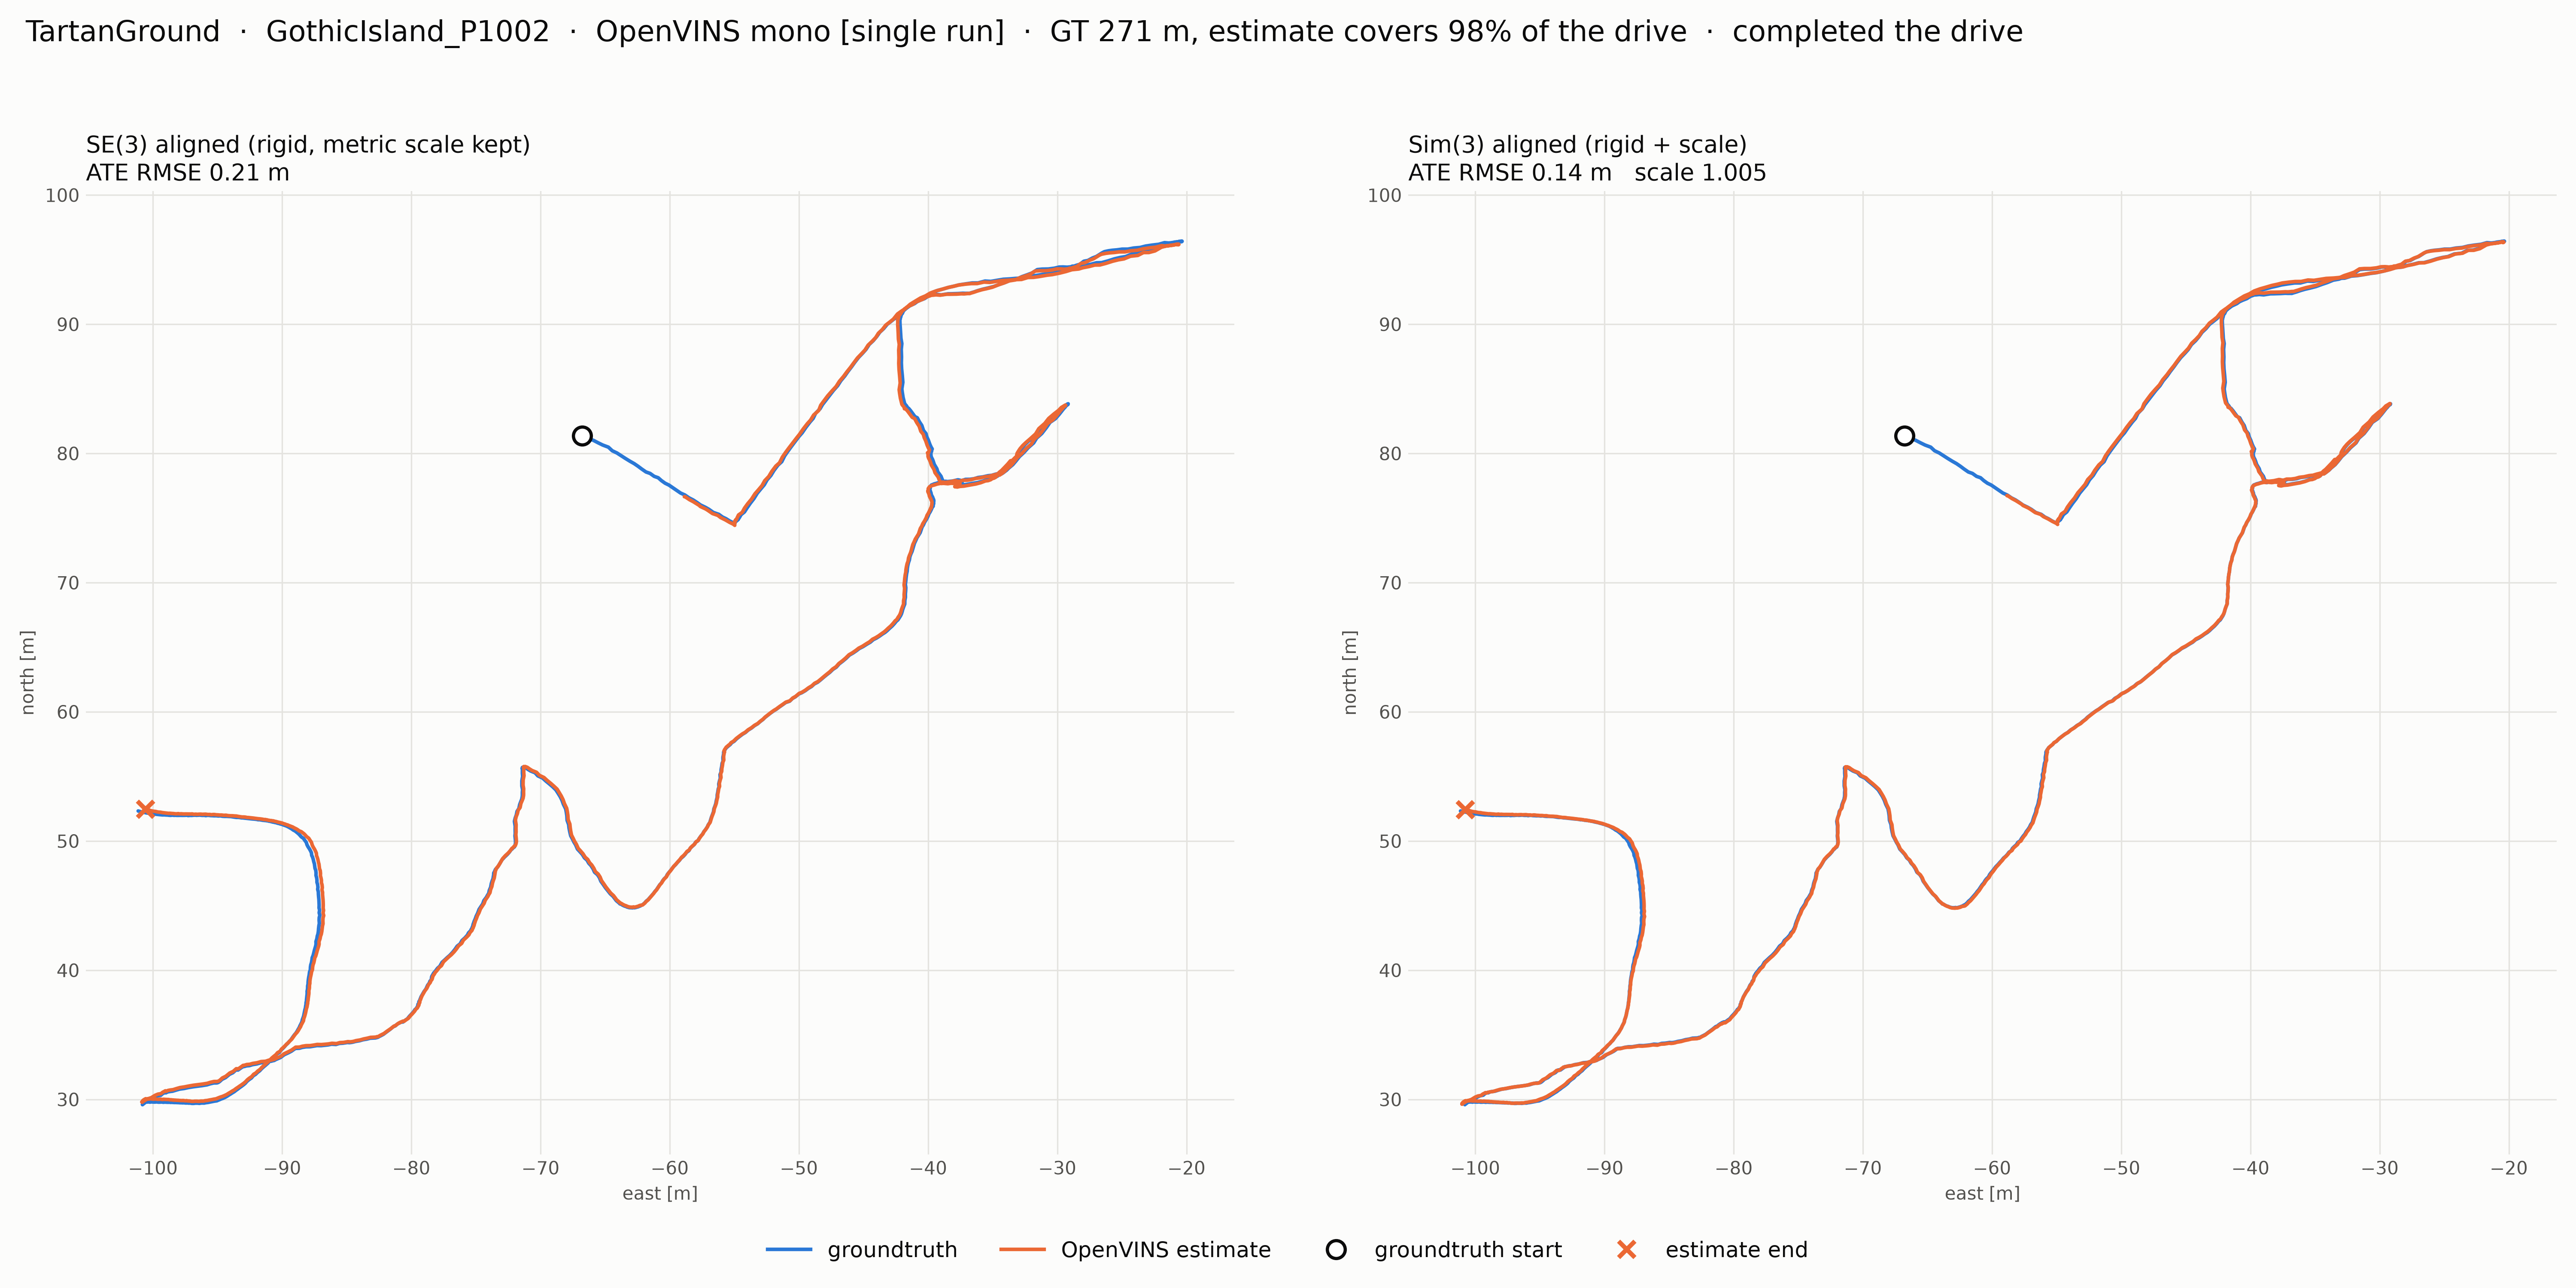 TartanGround · GothicIsland_P1002 · OpenVINS mono [single run] · GT 271 m, estimate covers 98% of the drive · completed the drive
SE(3) aligned (rigid, metric scale kept)
ATE RMSE 0.21 m
100
90
80
70
60
50
40
30
north [m]
−100
−90
−80
−70
−60
−50
−40
−30
−20
east [m]
Sim(3) aligned (rigid + scale)
ATE RMSE 0.14 m scale 1.005
100
90
80
70
60
50
40
30
north [m]
−100
−90
−80
−70
−60
−50
−40
−30
−20
east [m]
groundtruth
OpenVINS estimate
groundtruth start
estimate end